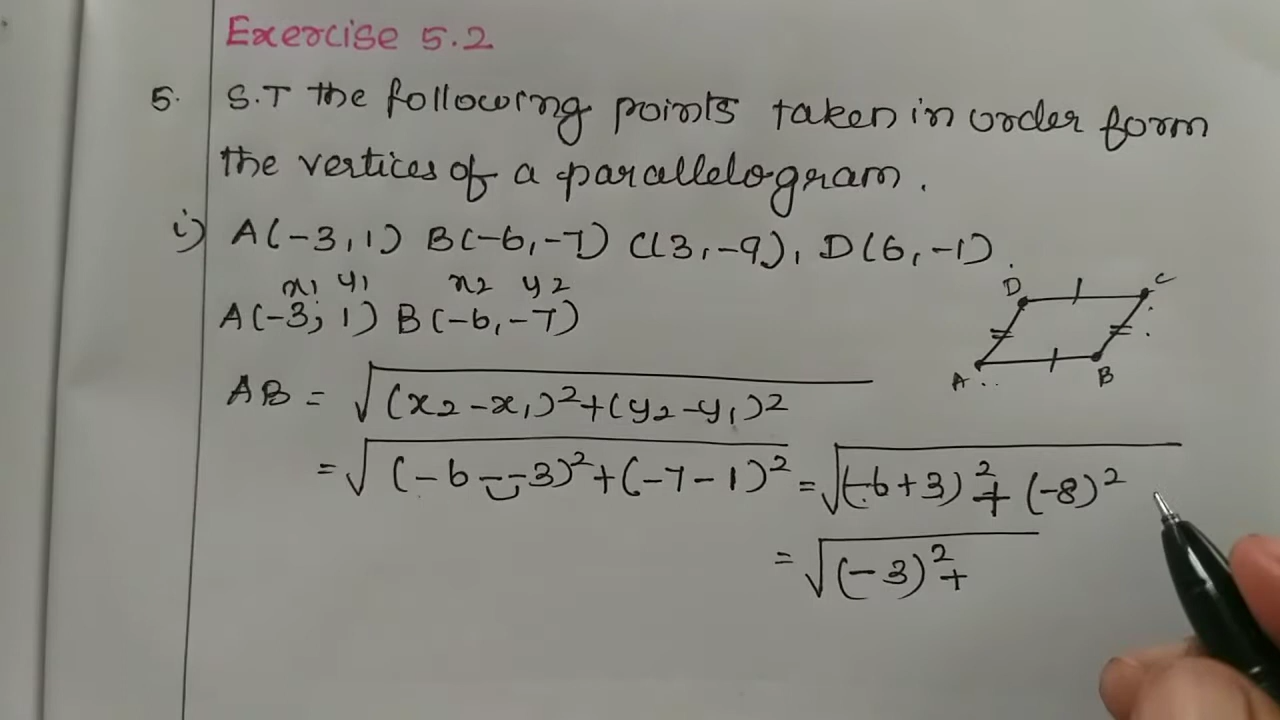 Exercise 5.2
5. S.T the following points taken in order form
the vertices of a parallelogram.
i) A(-3,1) B(-6,-7) C(3,-9), D(6,-1).
x1 y1 x2 y2
A(-3, 1) B(-6,-7)
D C
A B
AB = √(x2-x1)²+(y2-y1)²
= √(-6--3)²+(-7-1)² = √(-6+3)²+(-8)²
= √(-3)²+